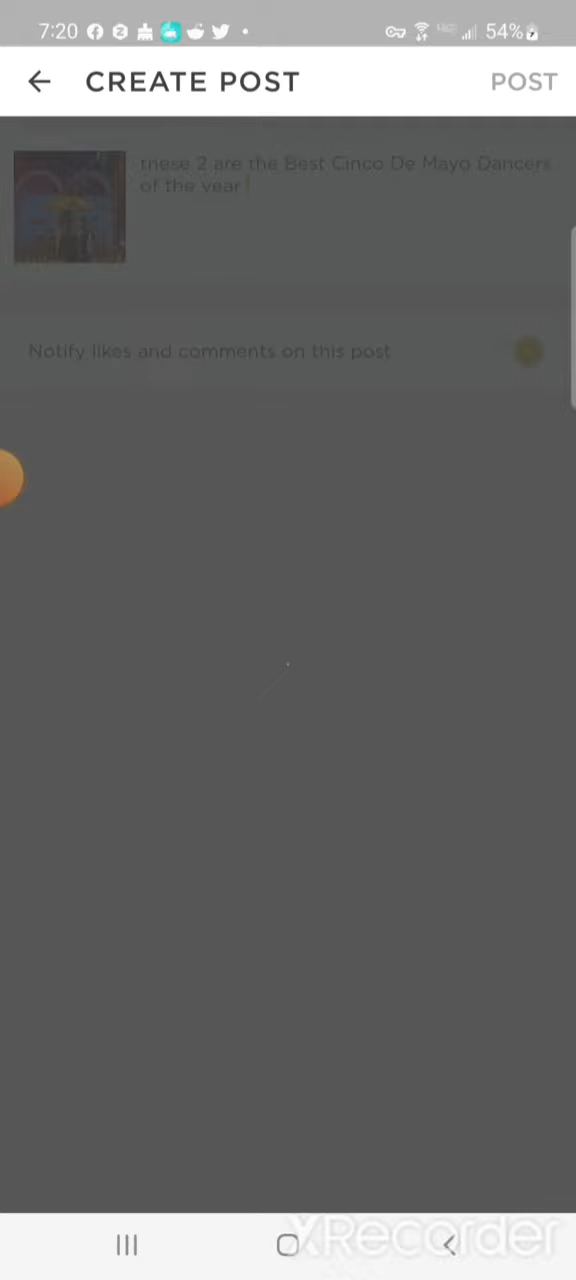 7:20 54%
CREATE POST POST
these 2 are the Best Cinco De Mayo Dancers
of the year
Notify likes and comments on this post
XRecorder